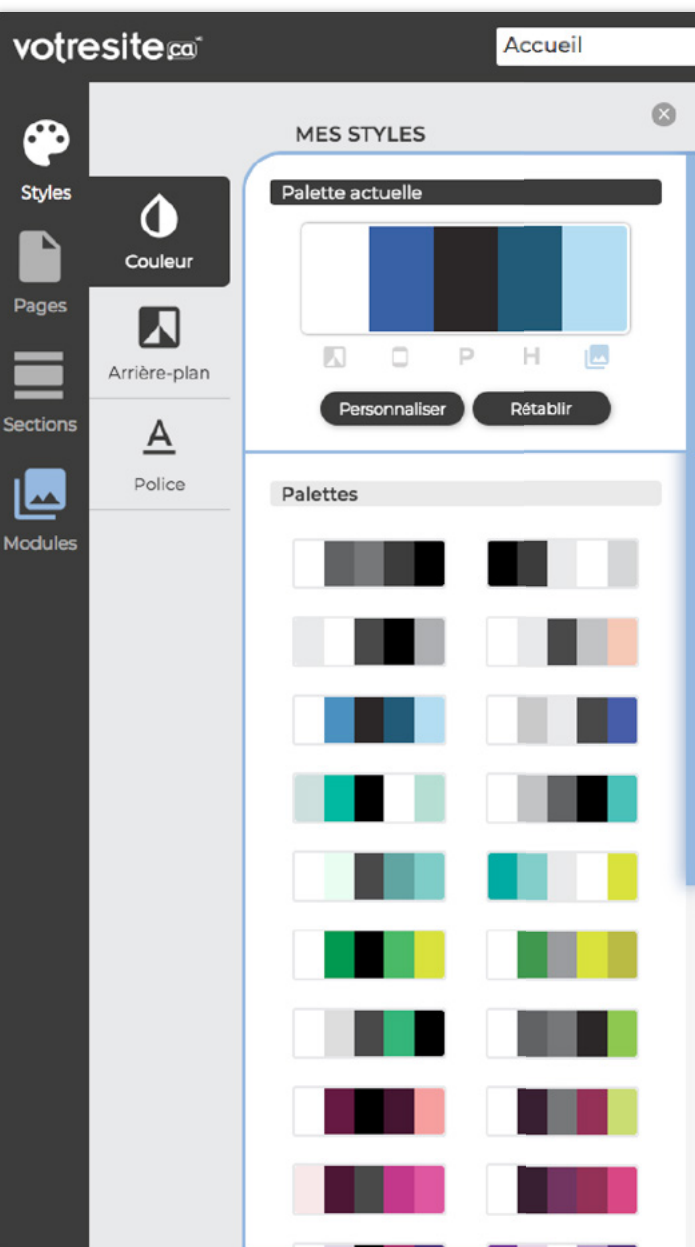 votresite.ca
Accueil
MES STYLES
Styles
Pages
Sections
Modules
Couleur
Arrière-plan
Police
Palette actuelle
P H
Personnaliser Rétablir
Palettes